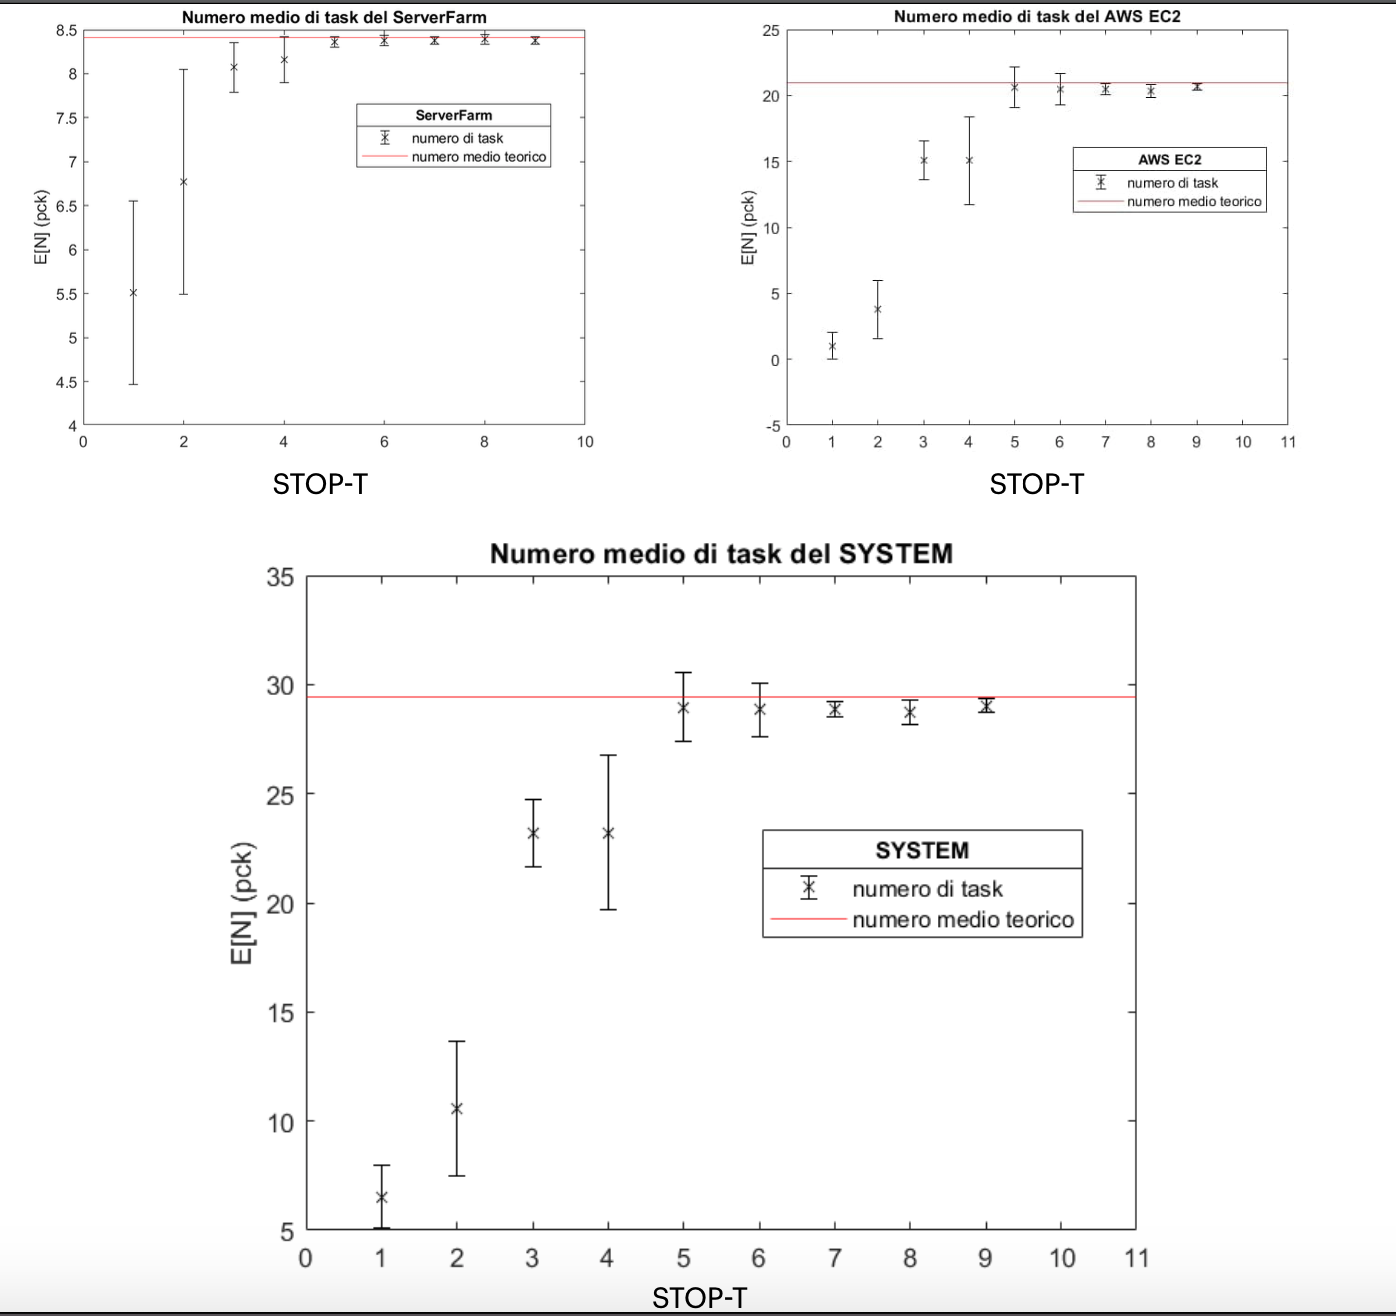 Numero medio di task del ServerFarm
8.5
8
7.5
7
6.5
6
5.5
5
4.5
4
E[N] (pck)
ServerFarm
numero di task
numero medio teorico
0 2 4 6 8 10
STOP-T
Numero medio di task del AWS EC2
25
20
15
10
5
0
-5
E[N] (pck)
AWS EC2
numero di task
numero medio teorico
0 1 2 3 4 5 6 7 8 9 10 11
STOP-T
Numero medio di task del SYSTEM
35
30
25
20
15
10
5
E[N] (pck)
SYSTEM
numero di task
numero medio teorico
0 1 2 3 4 5 6 7 8 9 10 11
STOP-T